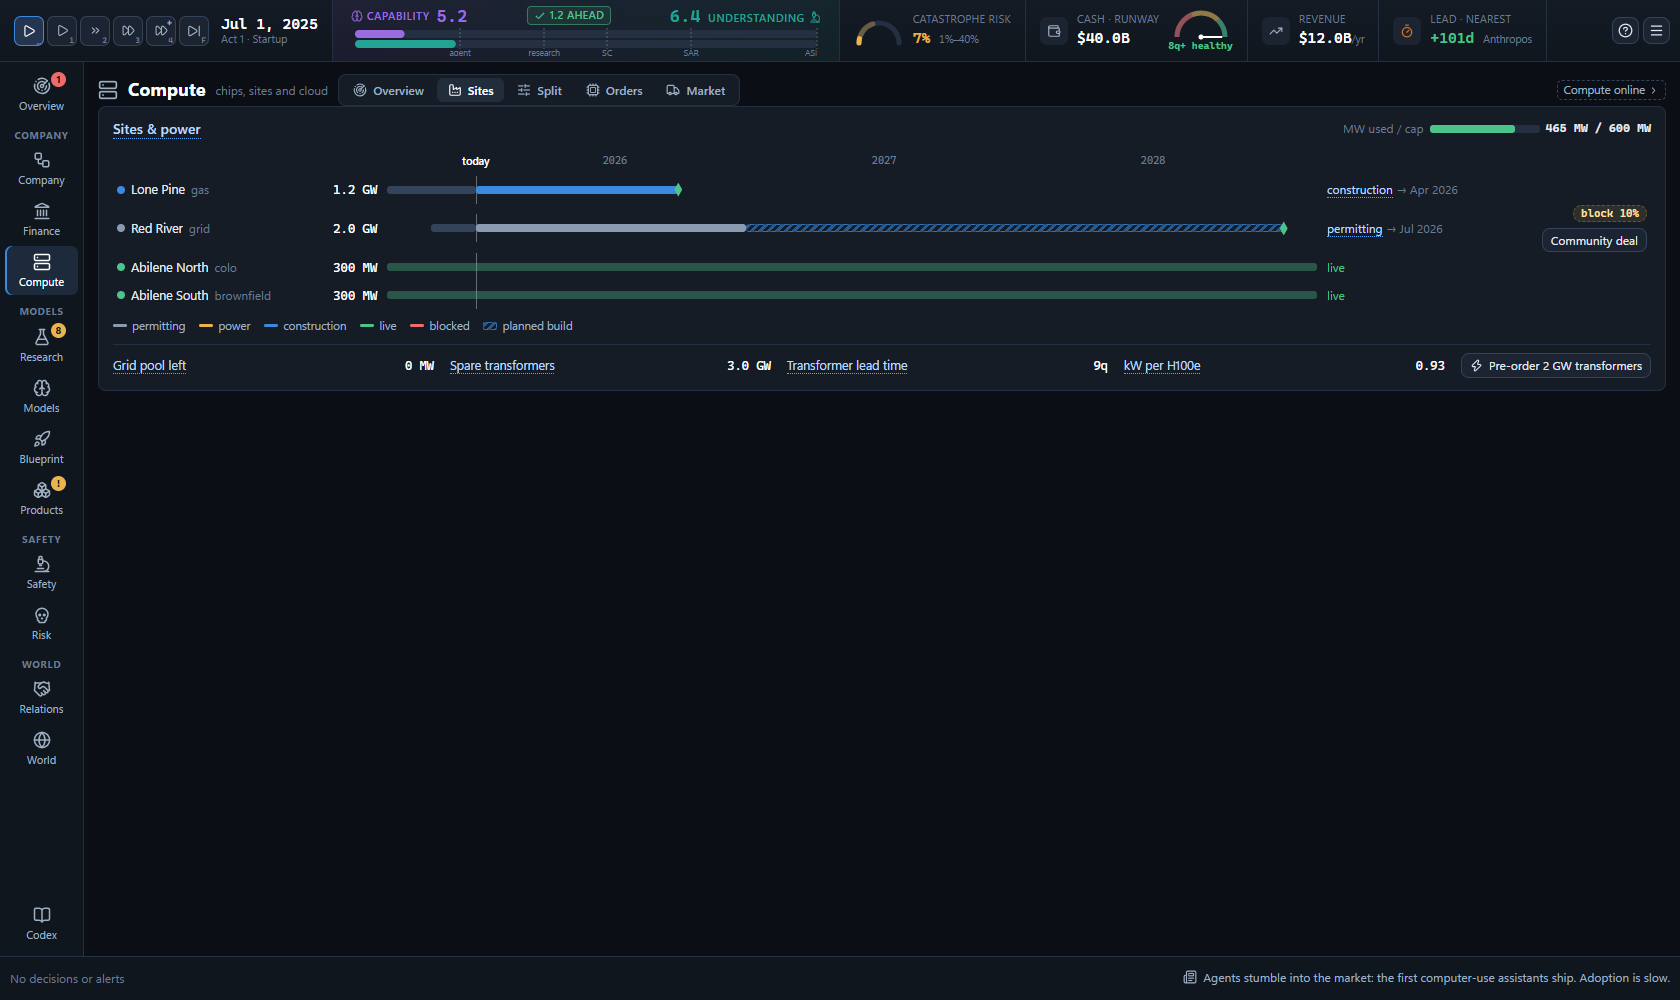 1
2
3
4
F
Jul 1, 2025
Act 1 · Startup
CAPABILITY 5.2
1.2 AHEAD
6.4 UNDERSTANDING
agent
research
SC
SAR
ASI
CATASTROPHE RISK
7% 1%–40%
CASH · RUNWAY
$40.0B
8q+ healthy
REVENUE
$12.0B/yr
LEAD · NEAREST
+101d Anthropos
Overview
1
COMPANY
Company
Finance
Compute
MODELS
Research
8
Models
Blueprint
Products
!
SAFETY
Safety
Risk
WORLD
Relations
World
Codex
Compute chips, sites and cloud
Overview
Sites
Split
Orders
Market
Compute online ›
Sites & power
MW used / cap 465 MW / 600 MW
today 2026 2027 2028
Lone Pine gas 1.2 GW construction → Apr 2026
Red River grid 2.0 GW permitting → Jul 2026
block 10%
Community deal
Abilene North colo 300 MW live
Abilene South brownfield 300 MW live
permitting power construction live blocked planned build
Grid pool left 0 MW Spare transformers 3.0 GW Transformer lead time 9q kW per H100e 0.93 Pre-order 2 GW transformers
No decisions or alerts
Agents stumble into the market: the first computer-use assistants ship. Adoption is slow.